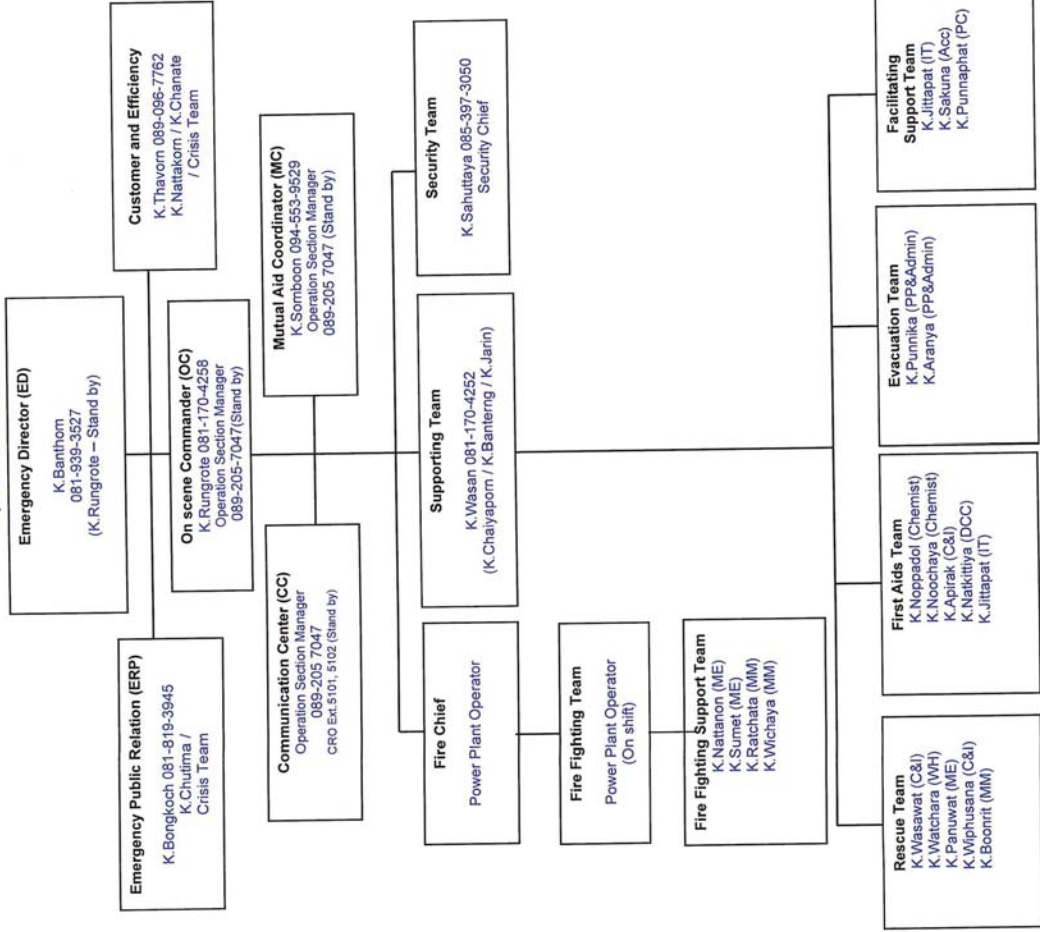 Emergency Director (ED)
K.Banthom
081-939-3527
(K.Rungrote – Stand by)
Emergency Public Relation (ERP)
K.Bongkoch 081-819-3945
K.Chutima /
Crisis Team
Customer and Efficiency
K.Thavorn 089-096-7762
K.Nattakorn / K.Chanate
/ Crisis Team
On scene Commander (OC)
K.Rungrote 081-170-4258
Operation Section Manager
089-205-7047(Stand by)
Communication Center (CC)
Operation Section Manager
089-205 7047
CRO Ext.5101, 5102 (Stand by)
Mutual Aid Coordinator (MC)
K.Somboon 094-553-9529
Operation Section Manager
089-205 7047 (Stand by)
Fire Chief
Power Plant Operator
Supporting Team
K.Wasan 081-170-4252
(K.Chaiyaporn / K.Banterng / K.Jarin)
Security Team
K.Sahuttaya 085-397-3050
Security Chief
Fire Fighting Team
Power Plant Operator
(On shift)
Fire Fighting Support Team
K.Nattanon (ME)
K.Sumet (ME)
K.Ratchata (MM)
K.Wichaya (MM)
Rescue Team
K.Wasawat (C&I)
K.Watchara (WH)
K.Panuwat (ME)
K.Wiphusana (C&I)
K.Boonrit (MM)
First Aids Team
K.Noppadol (Chemist)
K.Noochaya (Chemist)
K.Apirak (C&I)
K.Natkittiya (DCC)
K.Jittapat (IT)
Evacuation Team
K.Punnika (PP&Admin)
K.Aranya (PP&Admin)
Facilitating
Support Team
K.Jittapat (IT)
K.Sakuna (Acc)
K.Punnaphat (PC)